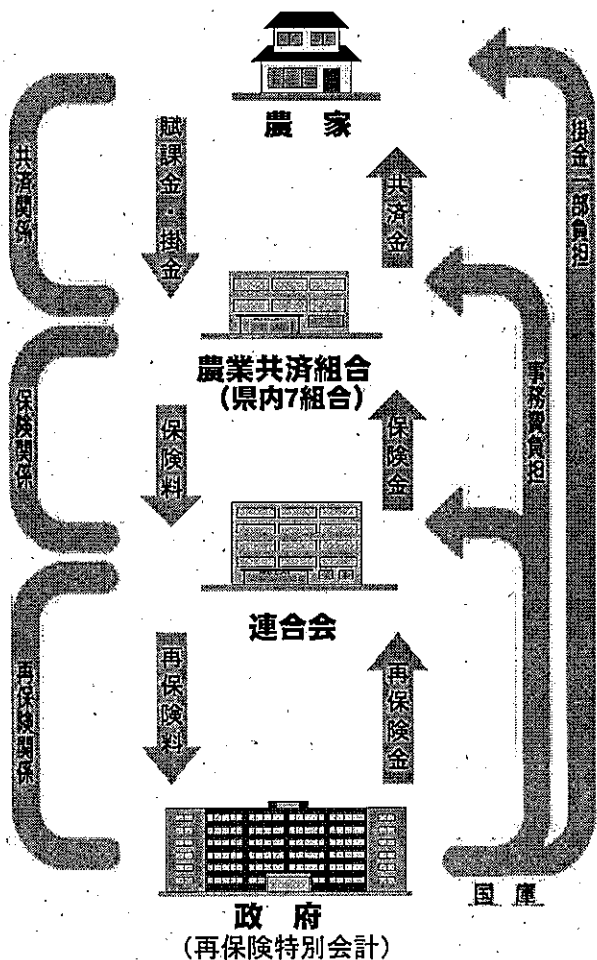 農家
共済関係
賦課金・掛金
共済金
掛金一部負担
農業共済組合
(県内7組合)
保険関係
保険料
保険金
事務費負担
連合会
再保険関係
再保険料
再保険金
国庫
政府
(再保険特別会計)